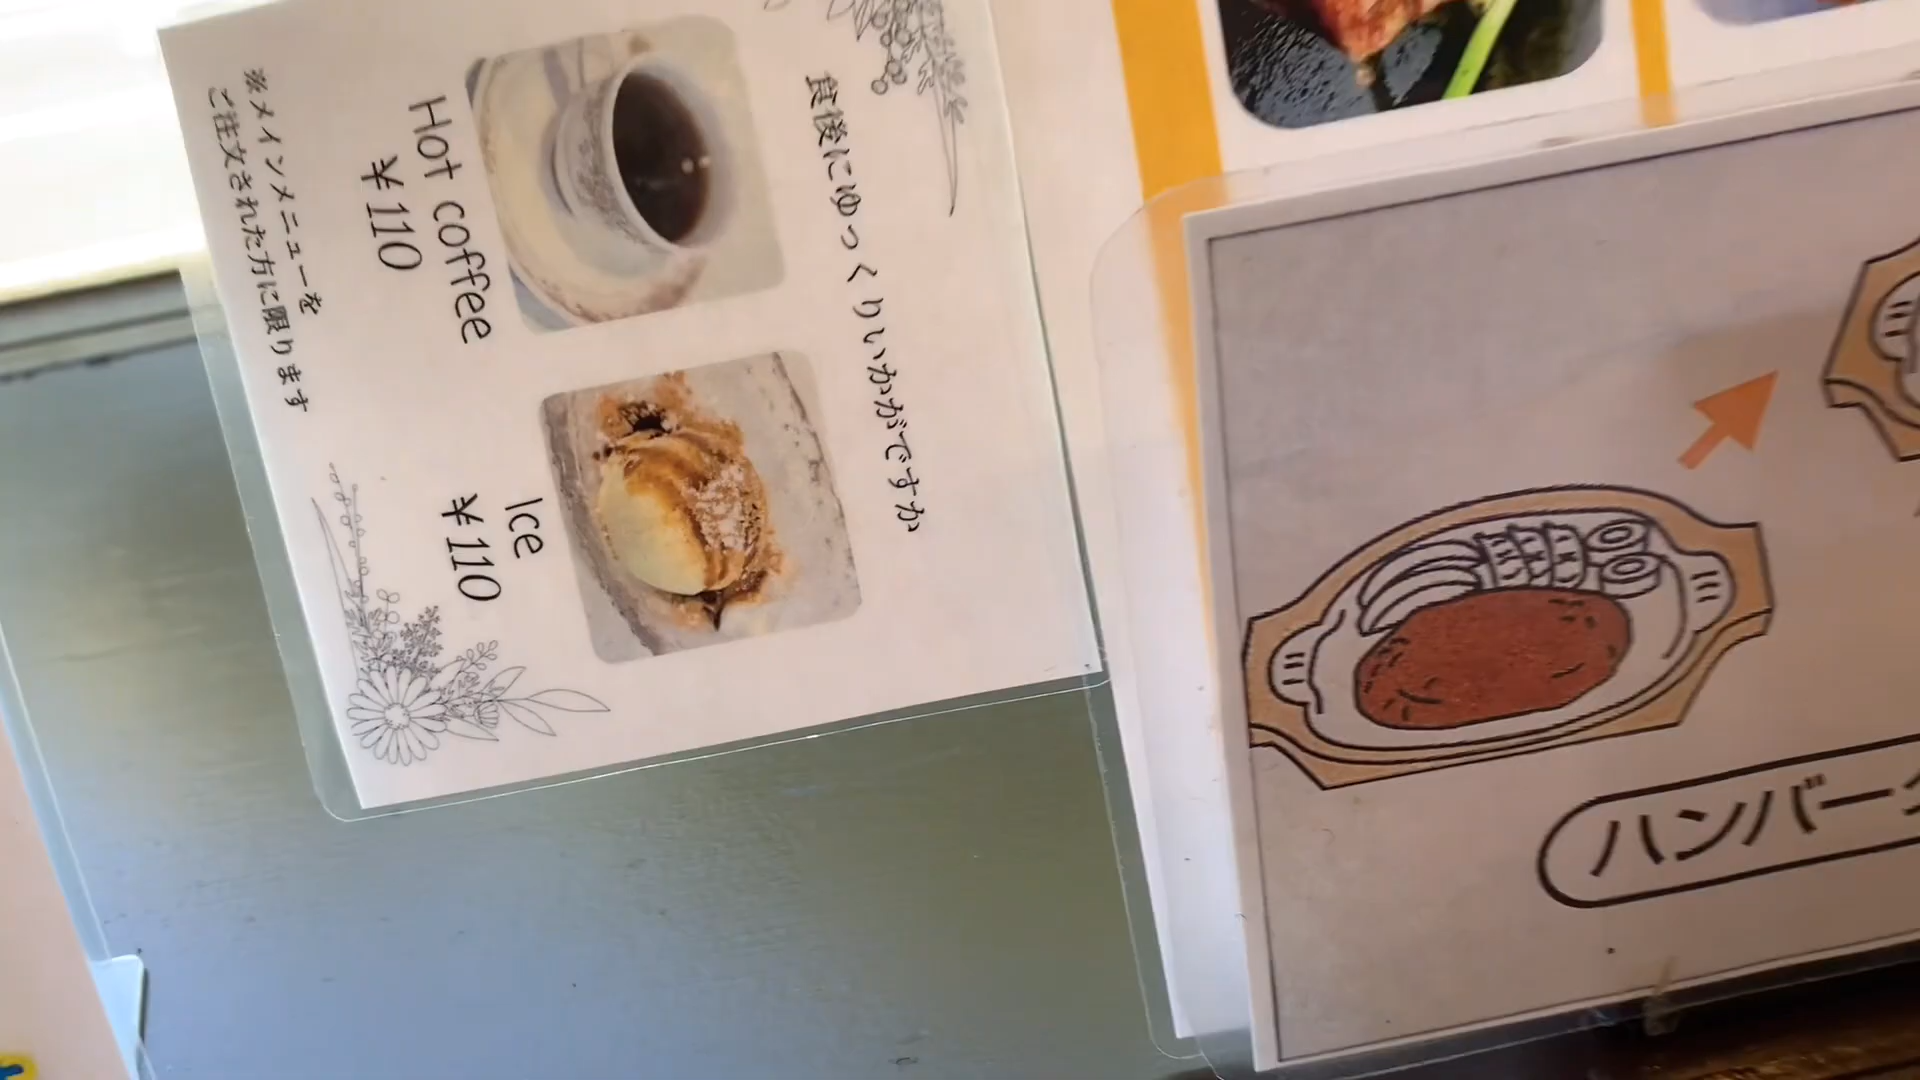 食後にゆっくりいかがですか
Hot coffee
¥110
Ice
¥110
※メインメニューを
ご注文された方に限ります
ハンバー